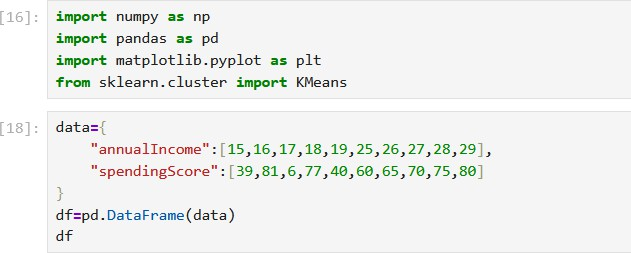 [16]: import numpy as np
import pandas as pd
import matplotlib.pyplot as plt
from sklearn.cluster import KMeans
[18]: data={
    "annualIncome":[15,16,17,18,19,25,26,27,28,29],
    "spendingScore":[39,81,6,77,40,60,65,70,75,80]
}
df=pd.DataFrame(data)
df